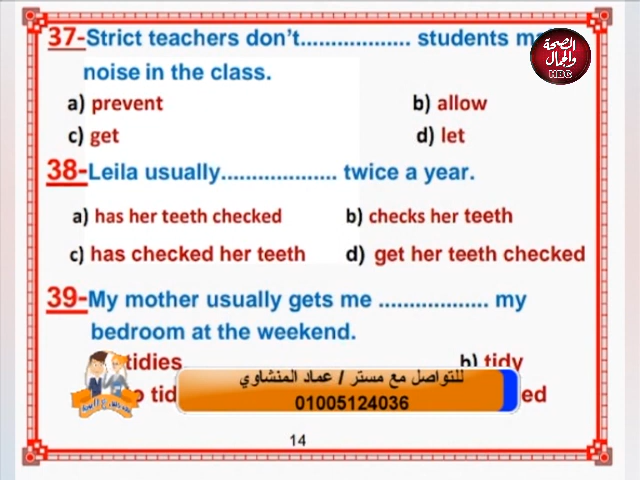 37-Strict teachers don't.................. students ma
noise in the class.
a) prevent b) allow
c) get d) let
38-Leila usually................... twice a year.
a) has her teeth checked b) checks her teeth
c) has checked her teeth d) get her teeth checked
39-My mother usually gets me .................. my
bedroom at the weekend.
tidies b) tidy
o tid ed
للتواصل مع مستر / عماد المنشاوي
01005124036
14
الصحة
والجمال
HBC